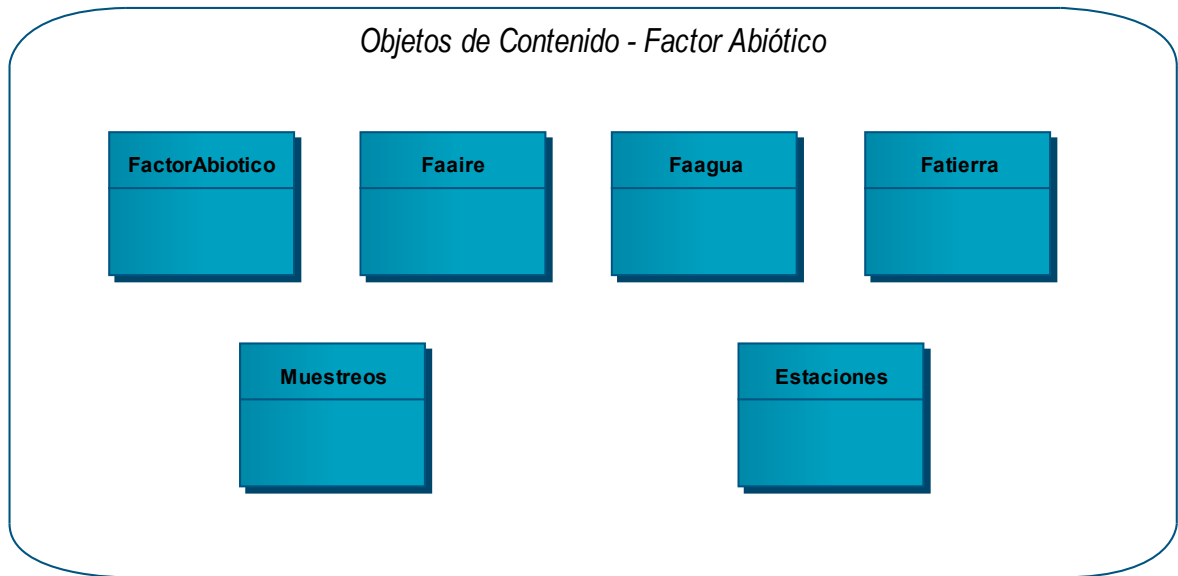 Objetos de Contenido - Factor Abiótico
FactorAbiotico
Faaire
Faagua
Fatierra
Muestreos
Estaciones